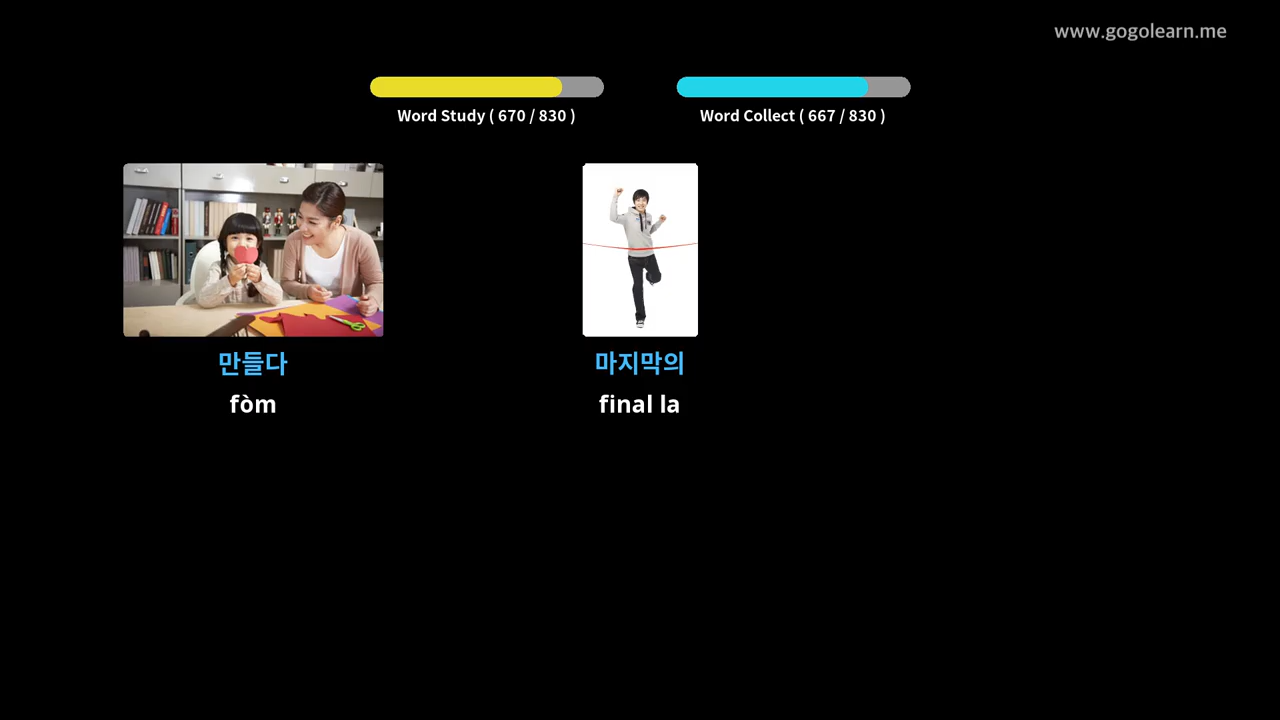 www.gogolearn.me
Word Study ( 670 / 830 )
Word Collect ( 667 / 830 )
만들다
fòm
마지막의
final la